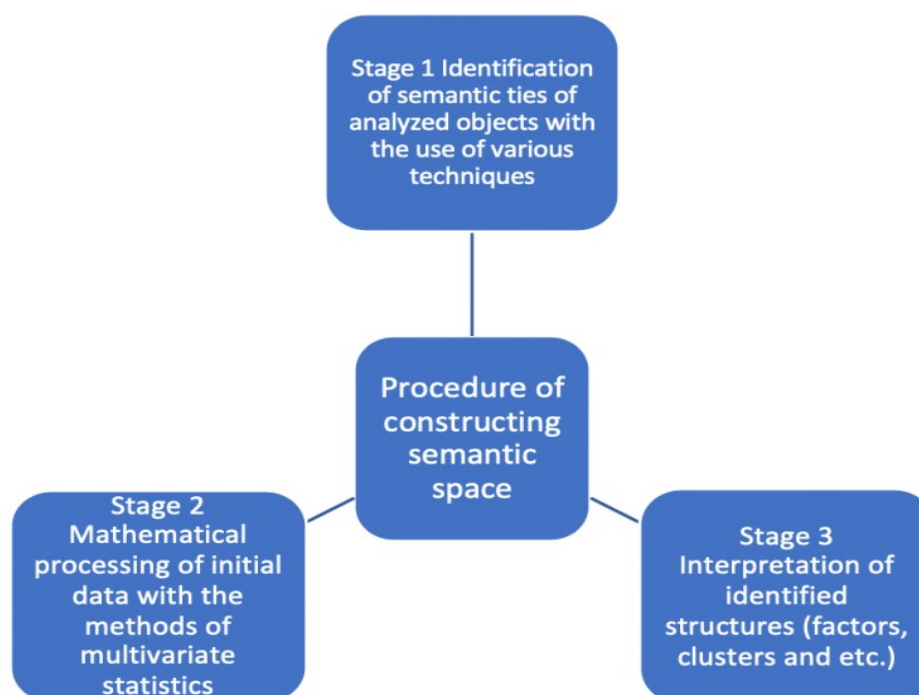 Stage 1 Identification
of semantic ties of
analyzed objects with
the use of various
techniques
Procedure of
constructing
semantic
space
Stage 2
Mathematical
processing of initial
data with the
methods of
multivariate
statistics
Stage 3
Interpretation of
identified
structures (factors,
clusters and etc.)